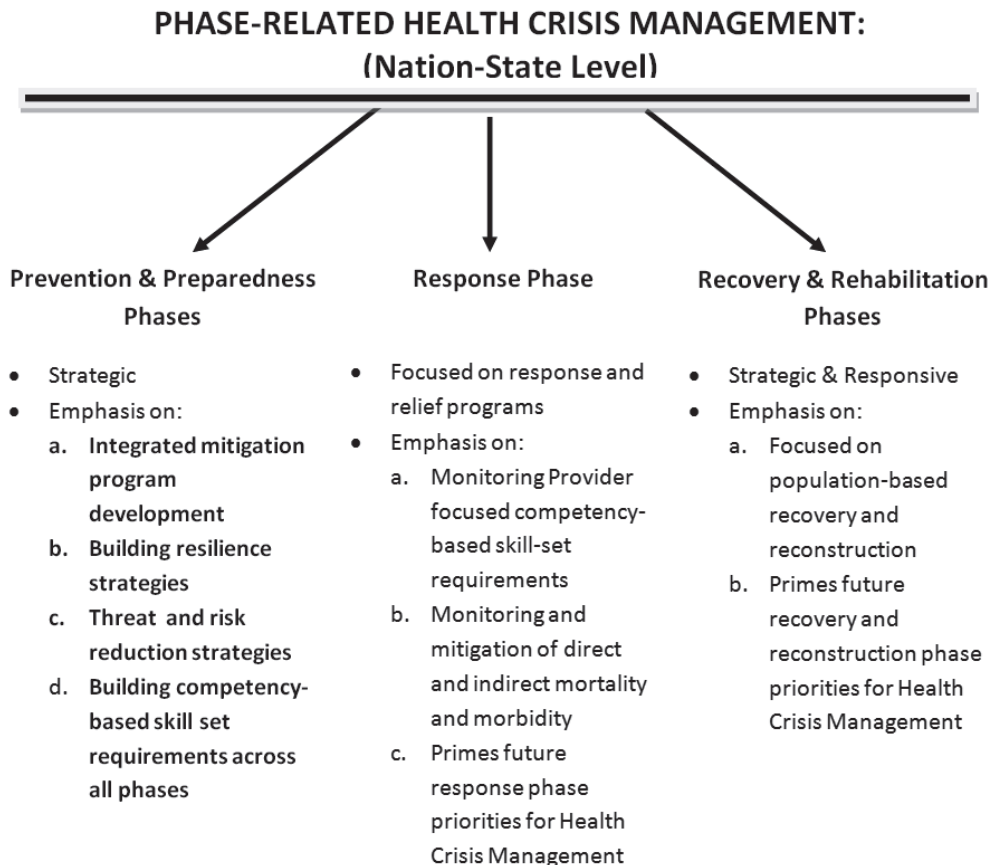 PHASE-RELATED HEALTH CRISIS MANAGEMENT:
(Nation-State Level)
Prevention & Preparedness
Phases
• Strategic
• Emphasis on:
a. Integrated mitigation
program
development
b. Building resilience
strategies
c. Threat and risk
reduction strategies
d. Building competency-
based skill set
requirements across
all phases
Response Phase
• Focused on response and
relief programs
• Emphasis on:
a. Monitoring Provider
focused competency-
based skill-set
requirements
b. Monitoring and
mitigation of direct
and indirect mortality
and morbidity
c. Primes future
response phase
priorities for Health
Crisis Management
Recovery & Rehabilitation
Phases
• Strategic & Responsive
• Emphasis on:
a. Focused on
population-based
recovery and
reconstruction
b. Primes future
recovery and
reconstruction phase
priorities for Health
Crisis Management